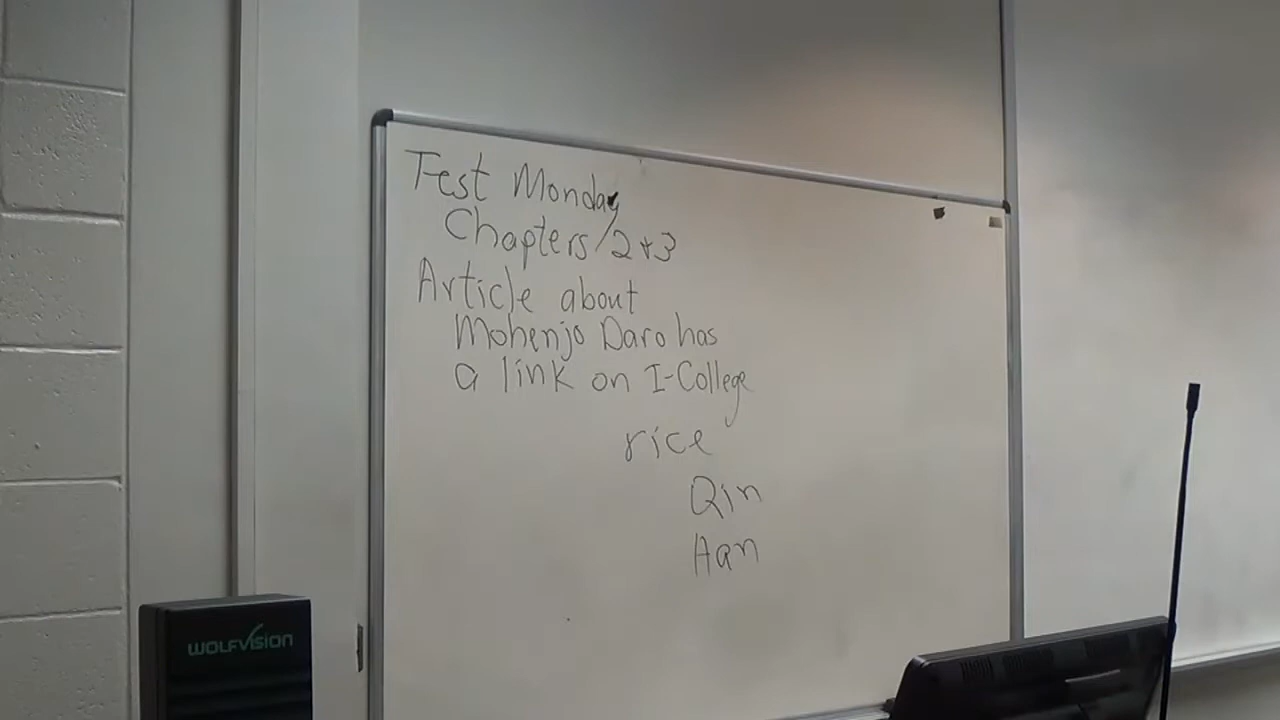 Test Monday
Chapters 2+3
Article about
Mohenjo Daro has
a link on I-College
rice
Qin
Han
WOLFVISION